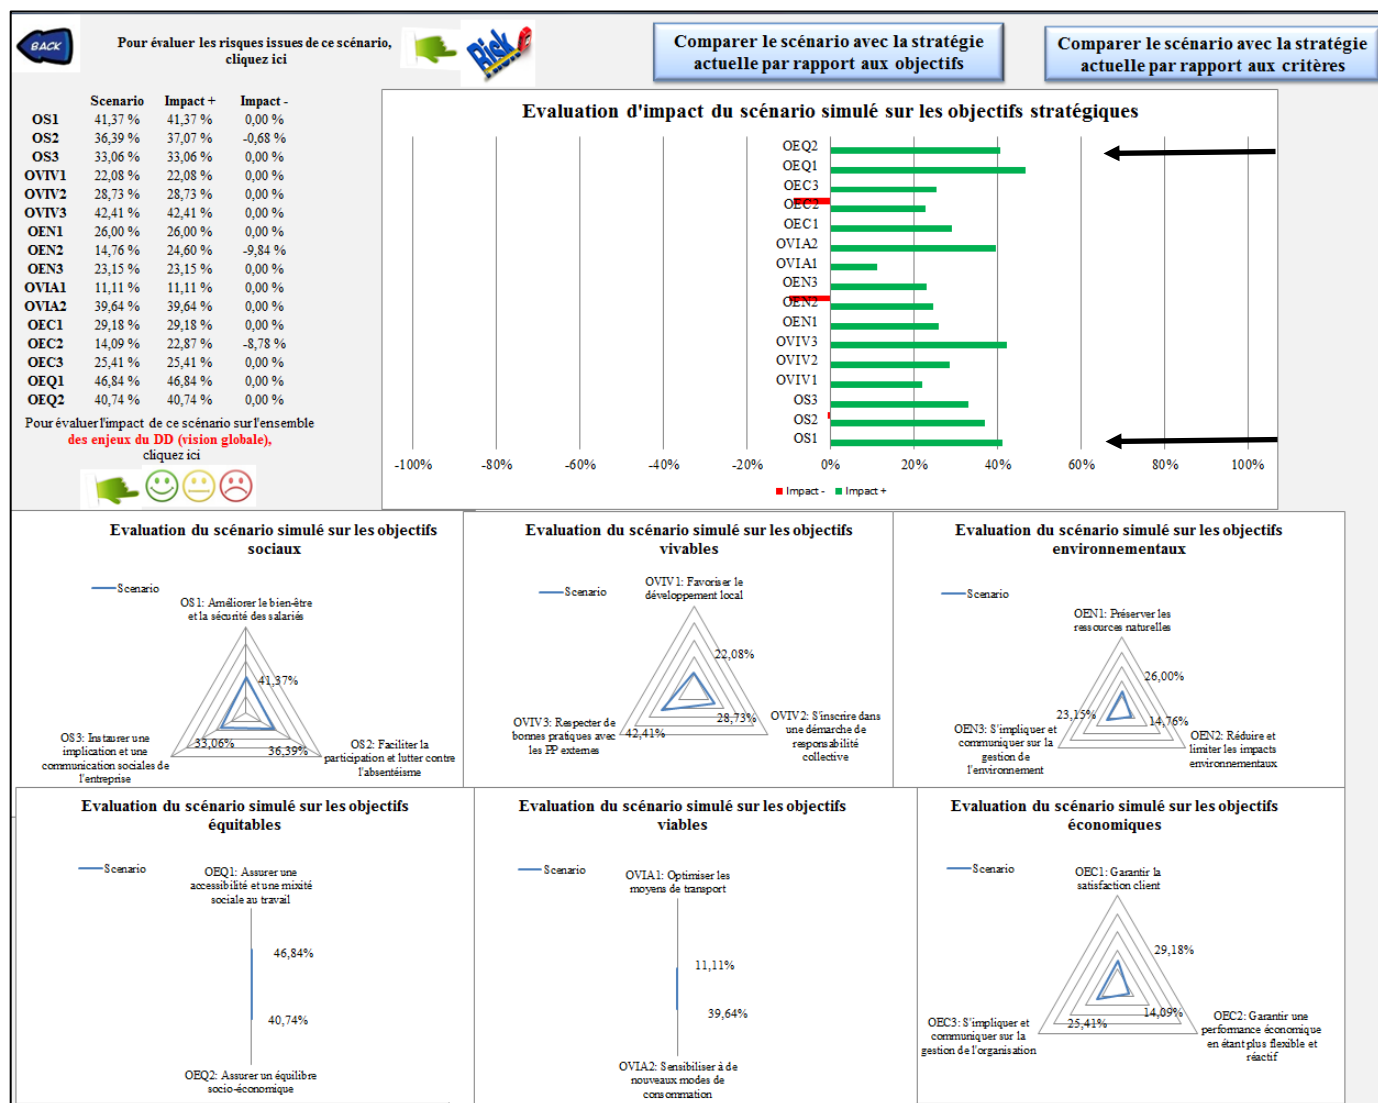 BACK
Pour évaluer les risques issues de ce scénario,
cliquez ici
Risk
Comparer le scénario avec la stratégie
actuelle par rapport aux objectifs
Comparer le scénario avec la stratégie
actuelle par rapport aux critères
Scenario Impact + Impact -
OS1 41,37 % 41,37 % 0,00 %
OS2 36,39 % 37,07 % -0,68 %
OS3 33,06 % 33,06 % 0,00 %
OVIV1 22,08 % 22,08 % 0,00 %
OVIV2 28,73 % 28,73 % 0,00 %
OVIV3 42,41 % 42,41 % 0,00 %
OEN1 26,00 % 26,00 % 0,00 %
OEN2 14,76 % 24,60 % -9,84 %
OEN3 23,15 % 23,15 % 0,00 %
OVIA1 11,11 % 11,11 % 0,00 %
OVIA2 39,64 % 39,64 % 0,00 %
OEC1 29,18 % 29,18 % 0,00 %
OEC2 14,09 % 22,87 % -8,78 %
OEC3 25,41 % 25,41 % 0,00 %
OEQ1 46,84 % 46,84 % 0,00 %
OEQ2 40,74 % 40,74 % 0,00 %
Pour évaluer l'impact de ce scénario sur l'ensemble
des enjeux du DD (vision globale),
cliquez ici
Evaluation d'impact du scénario simulé sur les objectifs stratégiques
OEQ2
OEQ1
OEC3
OEC2
OEC1
OVIA2
OVIA1
OEN3
OEN2
OEN1
OVIV3
OVIV2
OVIV1
OS3
OS2
OS1
-100% -80% -60% -40% -20% 0% 20% 40% 60% 80% 100%
Impact - Impact +
Evaluation du scénario simulé sur les objectifs
sociaux
Scenario
OS1: Améliorer le bien-être
et la sécurité des salariés
41,37%
33,06%
36,39%
OS3: Instaurer une
implication et une
communication sociales de
l'entreprise
OS2: Faciliter la
participation et lutter contre
l'absentéisme
Evaluation du scénario simulé sur les objectifs
vivables
Scenario
OVIV1: Favoriser le
développement local
22,08%
28,73%
42,41%
OVIV3: Respecter de
bonnes pratiques avec
les PP externes
OVIV2: S'inscrire dans
une démarche de
responsabilité
collective
Evaluation du scénario simulé sur les objectifs
environnementaux
Scenario
OEN1: Préserver les
ressources naturelles
26,00%
23,15%
14,76%
OEN3: S'impliquer et
communiquer sur la
gestion de
l'environnement
OEN2: Réduire et
limiter les impacts
environnementaux
Evaluation du scénario simulé sur les objectifs
équitables
Scenario
OEQ1: Assurer une
accessibilité et une mixité
sociale au travail
46,84%
40,74%
OEQ2: Assurer un équilibre
socio-économique
Evaluation du scénario simulé sur les objectifs
viables
Scenario
OVIA1: Optimiser les
moyens de transport
11,11%
39,64%
OVIA2: Sensibiliser à de
nouveaux modes de
consommation
Evaluation du scénario simulé sur les objectifs
économiques
Scenario
OEC1: Garantir la
satisfaction client
29,18%
14,09%
25,41%
OEC3: S'impliquer et
communiquer sur la
gestion de l'organisation
OEC2: Garantir une
performance économique
en étant plus flexible et
réactif